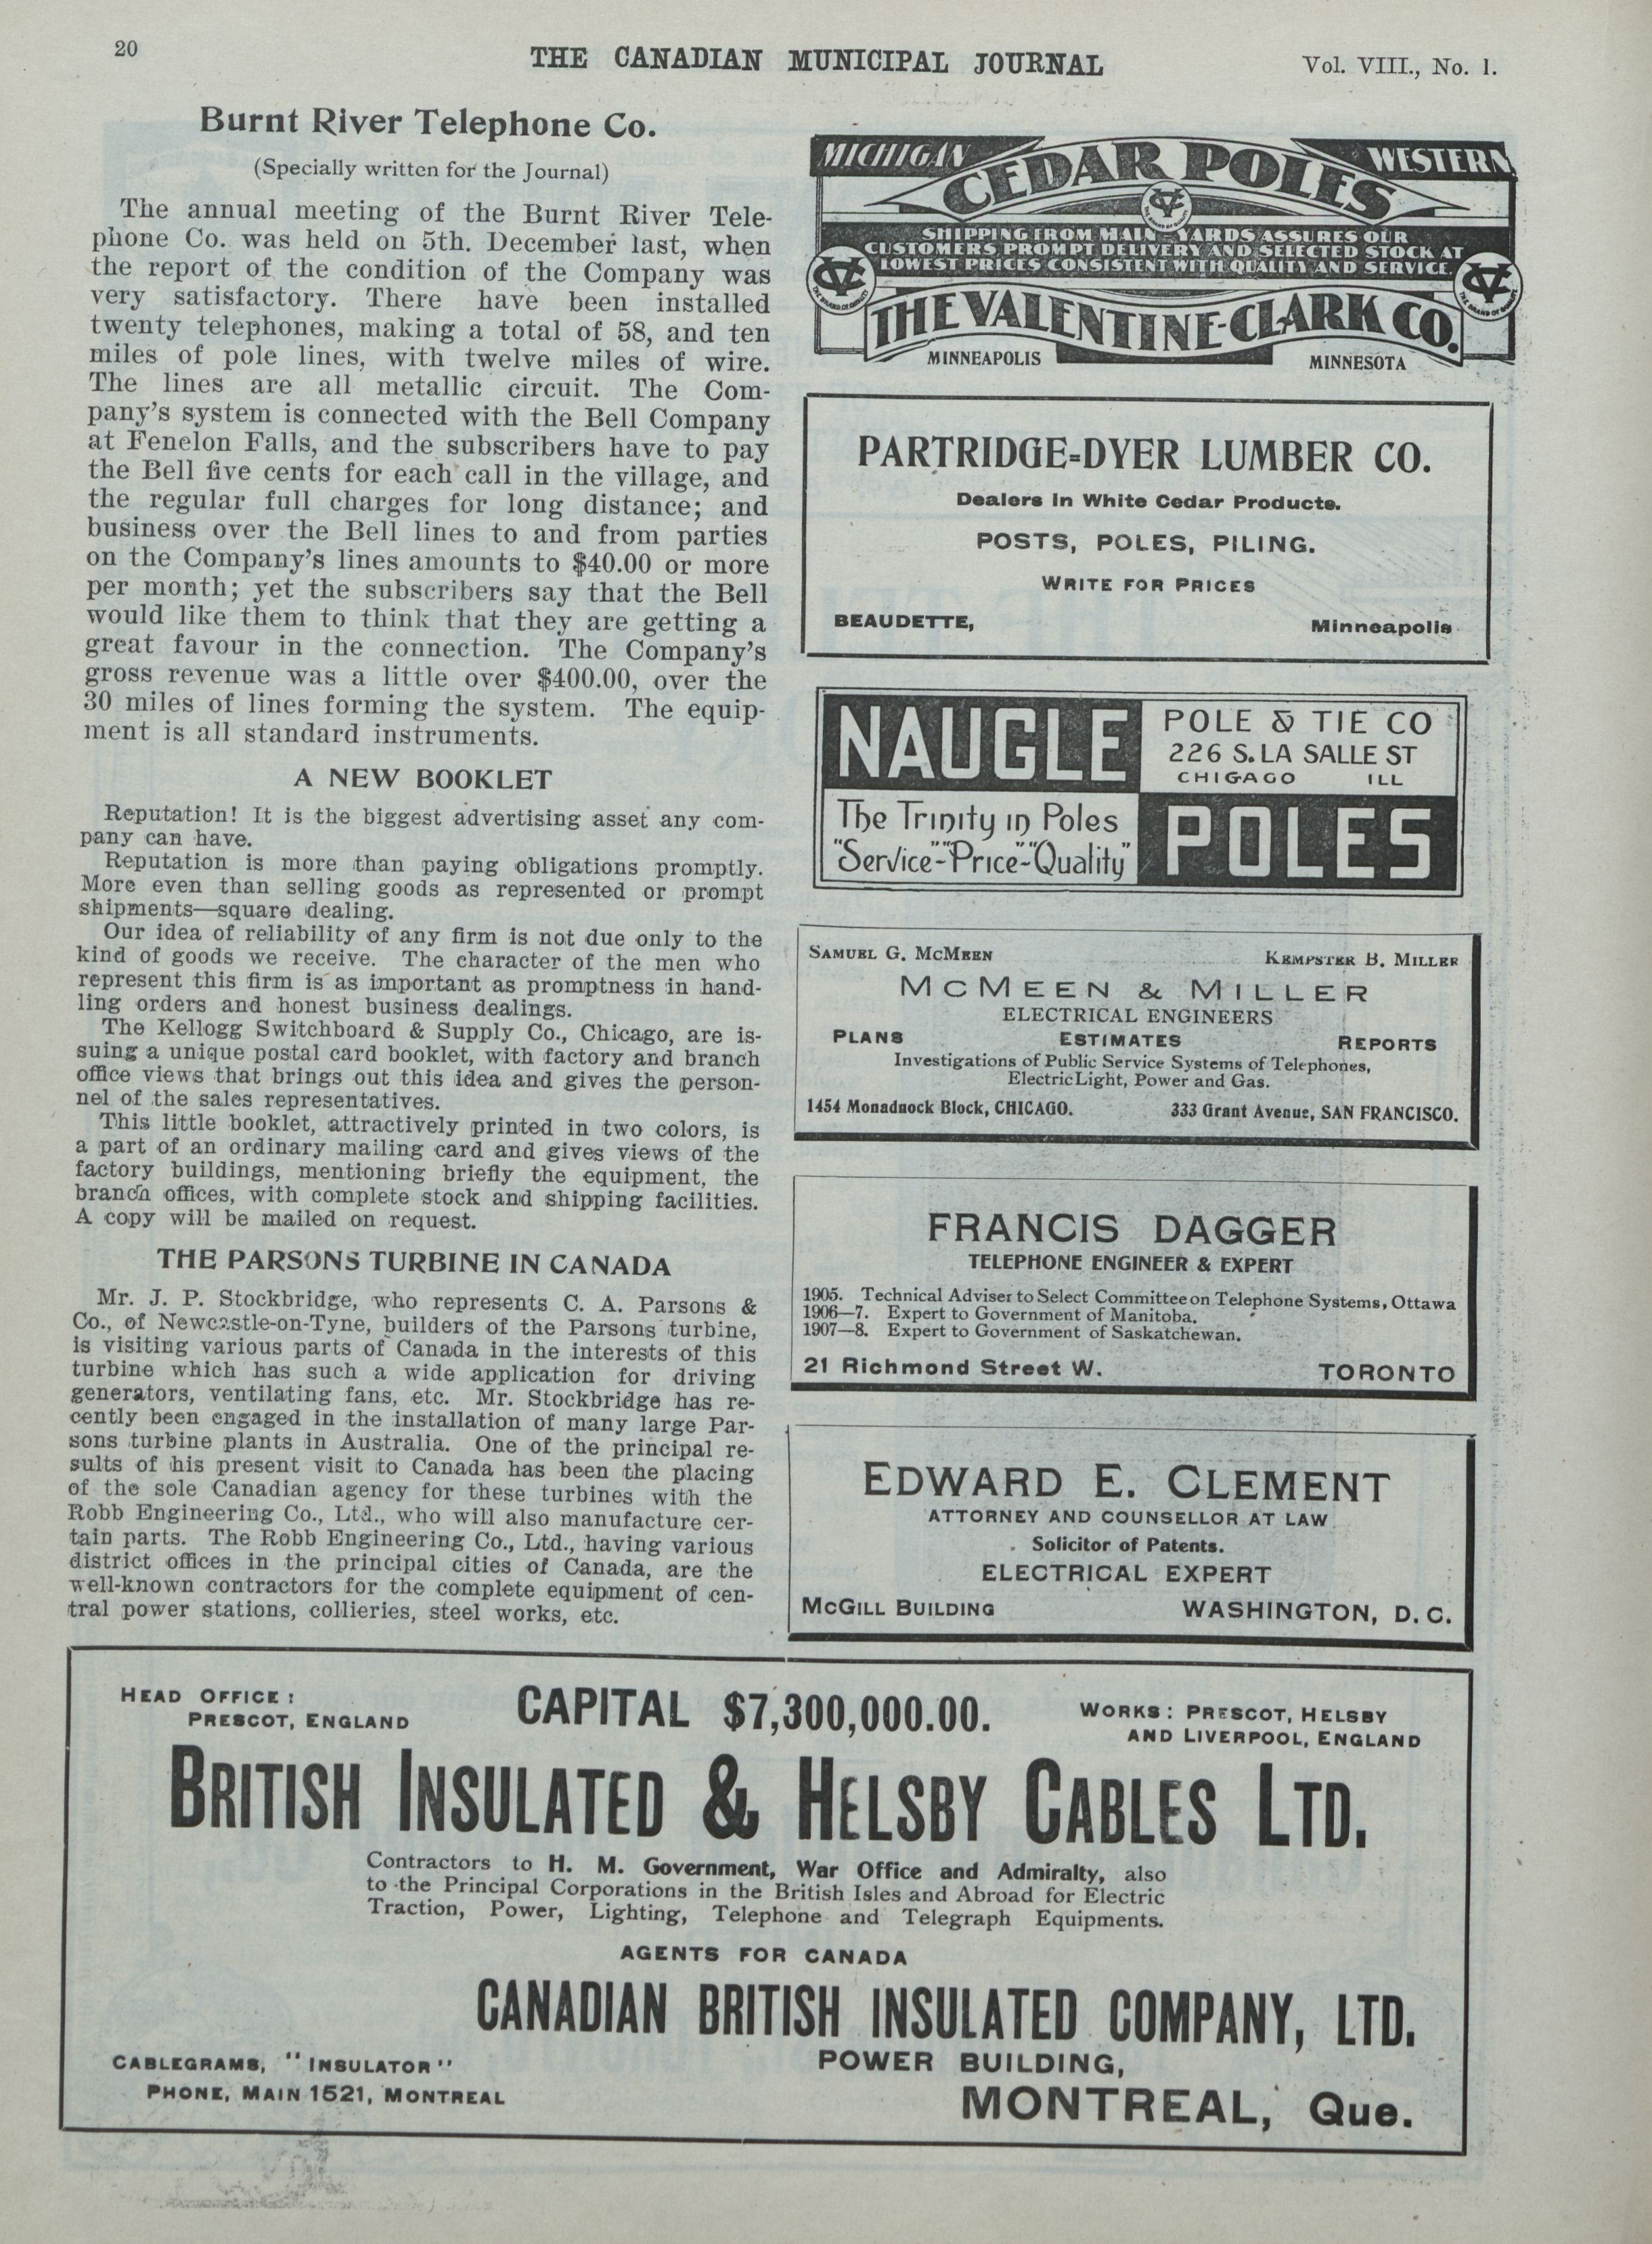 20
THE CANADIAN MUNICIPAL JOURNAL
Vol. VIII., No. 1.
Burnt River Telephone Co.
(Specially written for the Journal)
The annual meeting of the Burnt River Tele-
phone Co. was held on 5th. December last, when
the report of the condition of the Company was
very satisfactory. There have been installed
twenty telephones, making a total of 58, and ten
miles of pole lines, with twelve miles of wire.
The lines are all metallic circuit. The Com-
pany's system is connected with the Bell Company
at Fenelon Falls, and the subscribers have to pay
the Bell five cents for each call in the village, and
the regular full charges for long distance; and
business over the Bell lines to and from parties
on the Company's lines amounts to $40.00 or more
per month; yet the subscribers say that the Bell
would like them to think that they are getting a
great favour in the connection. The Company's
gross revenue was a little over $400.00, over the
30 miles of lines forming the system. The equip-
ment is all standard instruments.
A NEW BOOKLET
Reputation! It is the biggest advertising asset any com-
pany can have.
Reputation is more than paying obligations promptly.
More even than selling goods as represented or prompt
shipments—square dealing.
Our idea of reliability of any firm is not due only to the
kind of goods we receive. The character of the men who
represent this firm is as important as promptness in hand-
ling orders and honest business dealings.
The Kellogg Switchboard & Supply Co., Chicago, are is-
suing a unique postal card booklet, with factory and branch
office views that brings out this idea and gives the person-
nel of the sales representatives.
This little booklet, attractively printed in two colors, is
a part of an ordinary mailing card and gives views of the
factory buildings, mentioning briefly the equipment, the
branch offices, with complete stock and shipping facilities.
A copy will be mailed on request.
THE PARSONS TURBINE IN CANADA
Mr. J. P. Stockbridge, who represents C. A. Parsons &
Co., of Newcastle-on-Tyne, builders of the Parsons turbine,
is visiting various parts of Canada in the interests of this
turbine which has such a wide application for driving
generators, ventilating fans, etc. Mr. Stockbridge has re-
cently been engaged in the installation of many large Par-
sons turbine plants in Australia. One of the principal re-
sults of his present visit to Canada has been the placing
of the sole Canadian agency for these turbines with the
Robb Engineering Co., Ltd., who will also manufacture cer-
tain parts. The Robb Engineering Co., Ltd., having various
district offices in the principal cities of Canada, are the
well-known contractors for the complete equipment of cen-
tral power stations, collieries, steel works, etc.
MICHIGAN CEDAR POLES WESTERN
SHIPPING FROM MAIN YARDS ASSURES OUR
CUSTOMERS PROMPT DELIVERY AND SELECTED STOCK AT
LOWEST PRICES CONSISTENT WITH QUALITY AND SERVICE
THE VALENTINE-CLARK CO.
MINNEAPOLIS MINNESOTA
PARTRIDGE-DYER LUMBER CO.
Dealers in White Cedar Products.
POSTS, POLES, PILING.
WRITE FOR PRICES
BEAUDETTE, Minneapolis
NAUGLE
POLE & TIE CO
226 S. LA SALLE ST
CHIGAGO ILL
The Trinity in Poles
"Service"-"Price"-"Quality"
POLES
SAMUEL G. MCMEEN KEMPSTER B. MILLER
MCMEEN & MILLER
ELECTRICAL ENGINEERS
PLANS ESTIMATES REPORTS
Investigations of Public Service Systems of Telephones,
Electric Light, Power and Gas.
1454 Monadnock Block, CHICAGO. 333 Grant Avenue, SAN FRANCISCO.
FRANCIS DAGGER
TELEPHONE ENGINEER & EXPERT
1905. Technical Adviser to Select Committee on Telephone Systems, Ottawa
1906—7. Expert to Government of Manitoba.
1907—8. Expert to Government of Saskatchewan.
21 Richmond Street W. TORONTO
EDWARD E. CLEMENT
ATTORNEY AND COUNSELLOR AT LAW
Solicitor of Patents.
ELECTRICAL EXPERT
MCGILL BUILDING WASHINGTON, D. C.
HEAD OFFICE:
PRESCOT, ENGLAND
CAPITAL $7,300,000.00.
WORKS: PRESCOT, HELSBY
AND LIVERPOOL, ENGLAND
BRITISH INSULATED & HELSBY CABLES LTD.
Contractors to H. M. Government, War Office and Admiralty, also
to the Principal Corporations in the British Isles and Abroad for Electric
Traction, Power, Lighting, Telephone and Telegraph Equipments.
AGENTS FOR CANADA
CANADIAN BRITISH INSULATED COMPANY, LTD.
CABLEGRAMS, "INSULATOR"
PHONE, MAIN 1521, MONTREAL
POWER BUILDING,
MONTREAL, Que.